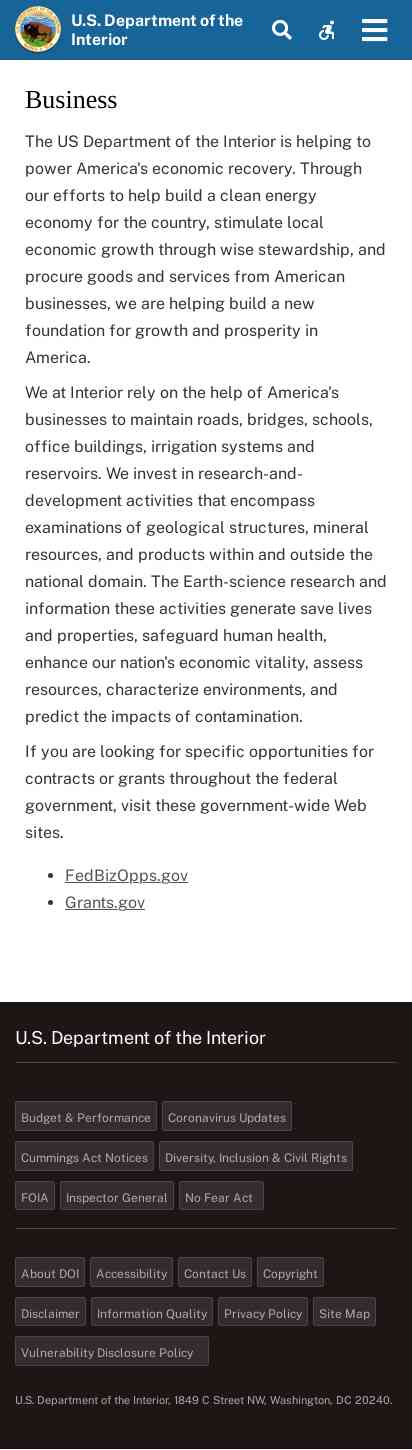 U.S. Department of the
Interior
Business
The US Department of the Interior is helping to
power America's economic recovery. Through
our efforts to help build a clean energy
economy for the country, stimulate local
economic growth through wise stewardship, and
procure goods and services from American
businesses, we are helping build a new
foundation for growth and prosperity in
America.
We at Interior rely on the help of America's
businesses to maintain roads, bridges, schools,
office buildings, irrigation systems and
reservoirs. We invest in research-and-
development activities that encompass
examinations of geological structures, mineral
resources, and products within and outside the
national domain. The Earth-science research and
information these activities generate save lives
and properties, safeguard human health,
enhance our nation's economic vitality, assess
resources, characterize environments, and
predict the impacts of contamination.
If you are looking for specific opportunities for
contracts or grants throughout the federal
government, visit these government-wide Web
sites.
• FedBizOpps.gov
• Grants.gov
U.S. Department of the Interior
Budget & Performance Coronavirus Updates
Cummings Act Notices Diversity, Inclusion & Civil Rights
FOIA Inspector General No Fear Act
About DOI Accessibility Contact Us Copyright
Disclaimer Information Quality Privacy Policy Site Map
Vulnerability Disclosure Policy
U.S. Department of the Interior, 1849 C Street NW, Washington, DC 20240.